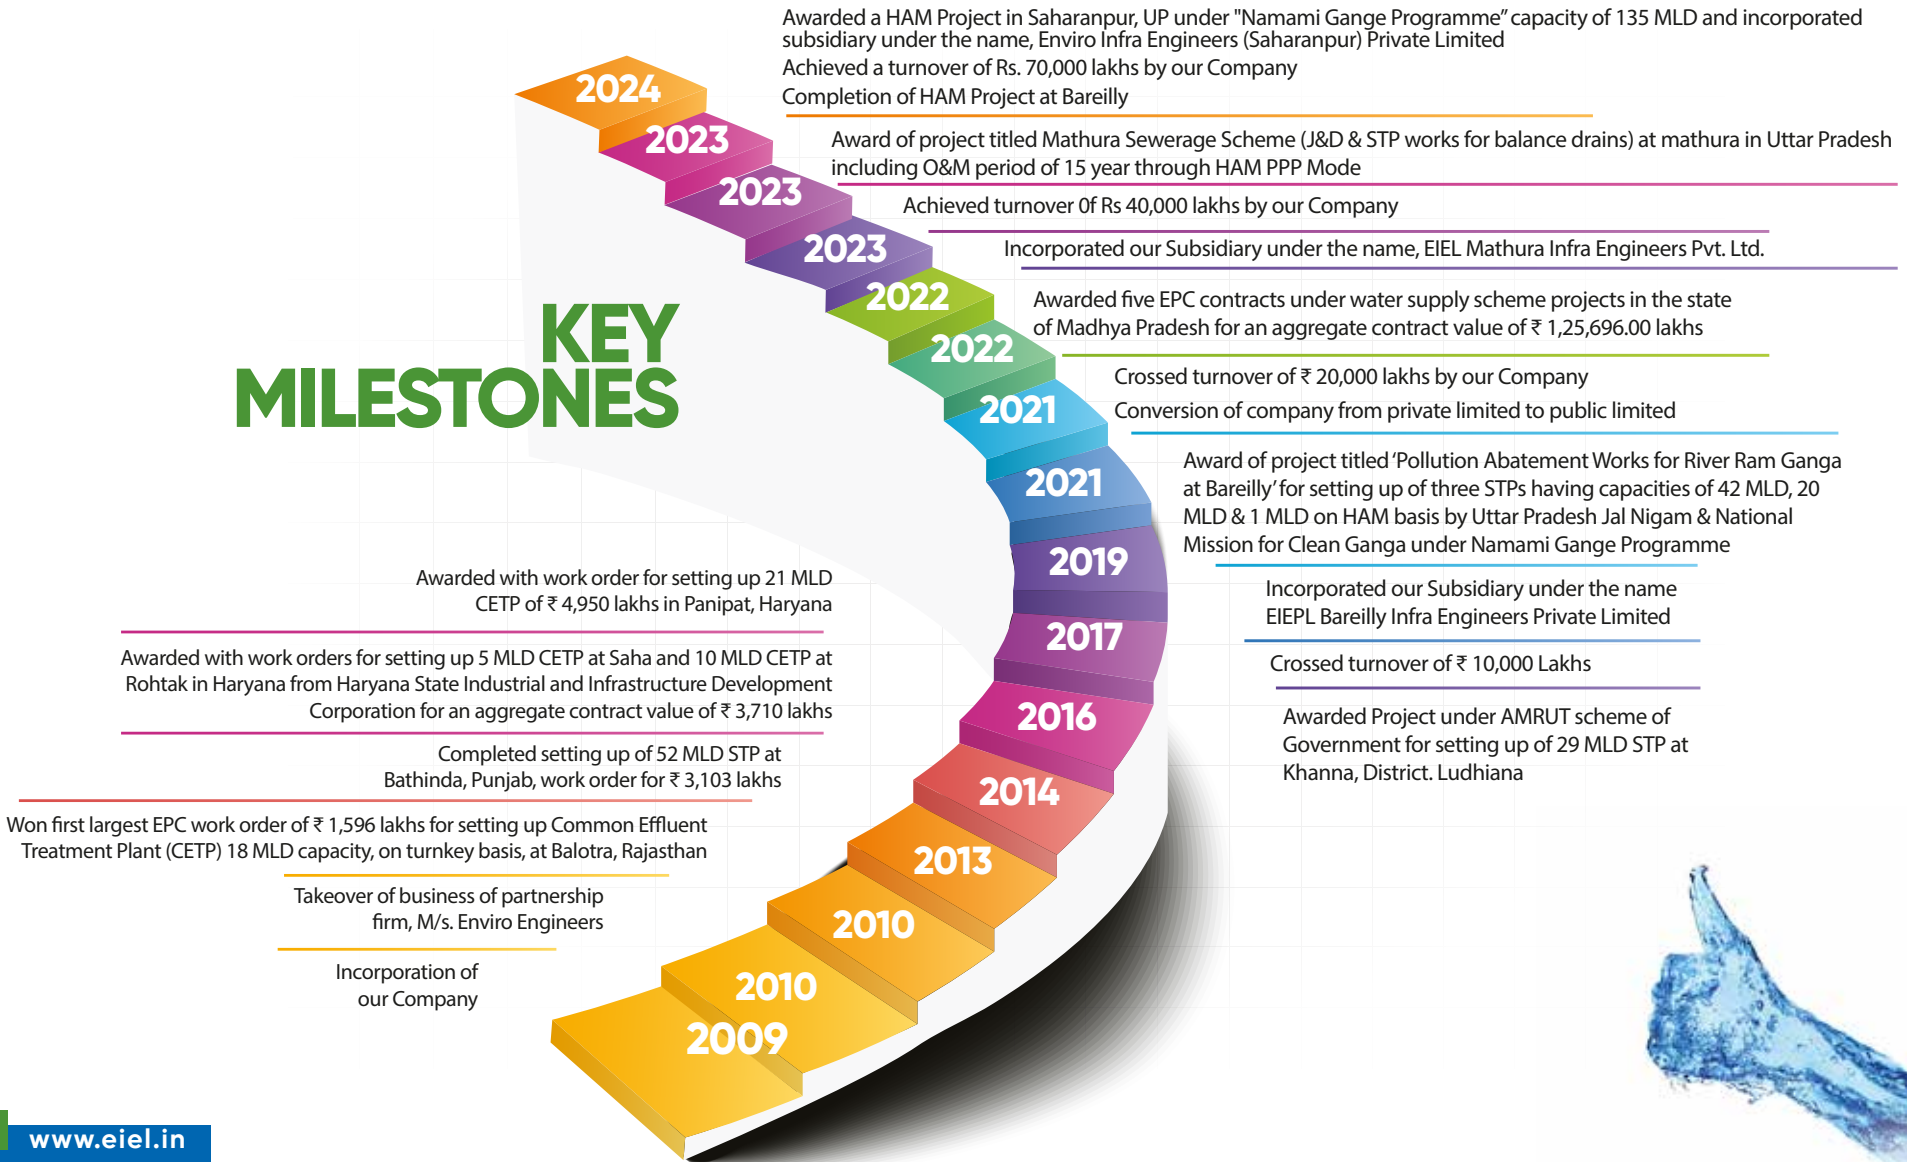 Awarded a HAM Project in Saharanpur, UP under "Namami Gange Programme” capacity of 135 MLD and incorporated
subsidiary under the name, Enviro Infra Engineers (Saharanpur) Private Limited
Achieved a turnover of Rs. 70,000 lakhs by our Company
Completion of HAM Project at Bareilly
2024
2023
Award of project titled Mathura Sewerage Scheme (J&D & STP works for balance drains) at mathura in Uttar Pradesh
including O&M period of 15 year through HAM PPP Mode
2023
Achieved turnover 0f Rs 40,000 lakhs by our Company
2023
Incorporated our Subsidiary under the name, EIEL Mathura Infra Engineers Pvt. Ltd.
2022
Awarded five EPC contracts under water supply scheme projects in the state
of Madhya Pradesh for an aggregate contract value of ₹ 1,25,696.00 lakhs
KEY
MILESTONES
2022
Crossed turnover of ₹ 20,000 lakhs by our Company
Conversion of company from private limited to public limited
2021
Award of project titled ‘Pollution Abatement Works for River Ram Ganga
at Bareilly’ for setting up of three STPs having capacities of 42 MLD, 20
MLD & 1 MLD on HAM basis by Uttar Pradesh Jal Nigam & National
Mission for Clean Ganga under Namami Gange Programme
2021
Incorporated our Subsidiary under the name
EIEPL Bareilly Infra Engineers Private Limited
2019
Crossed turnover of ₹ 10,000 Lakhs
2017
Awarded Project under AMRUT scheme of
Government for setting up of 29 MLD STP at
Khanna, District. Ludhiana
Awarded with work order for setting up 21 MLD
CETP of ₹ 4,950 lakhs in Panipat, Haryana
2016
Awarded with work orders for setting up 5 MLD CETP at Saha and 10 MLD CETP at
Rohtak in Haryana from Haryana State Industrial and Infrastructure Development
Corporation for an aggregate contract value of ₹ 3,710 lakhs
2014
Completed setting up of 52 MLD STP at
Bathinda, Punjab, work order for ₹ 3,103 lakhs
2013
Won first largest EPC work order of ₹ 1,596 lakhs for setting up Common Effluent
Treatment Plant (CETP) 18 MLD capacity, on turnkey basis, at Balotra, Rajasthan
2010
Takeover of business of partnership
firm, M/s. Enviro Engineers
2010
Incorporation of
our Company
2009
www.eiel.in